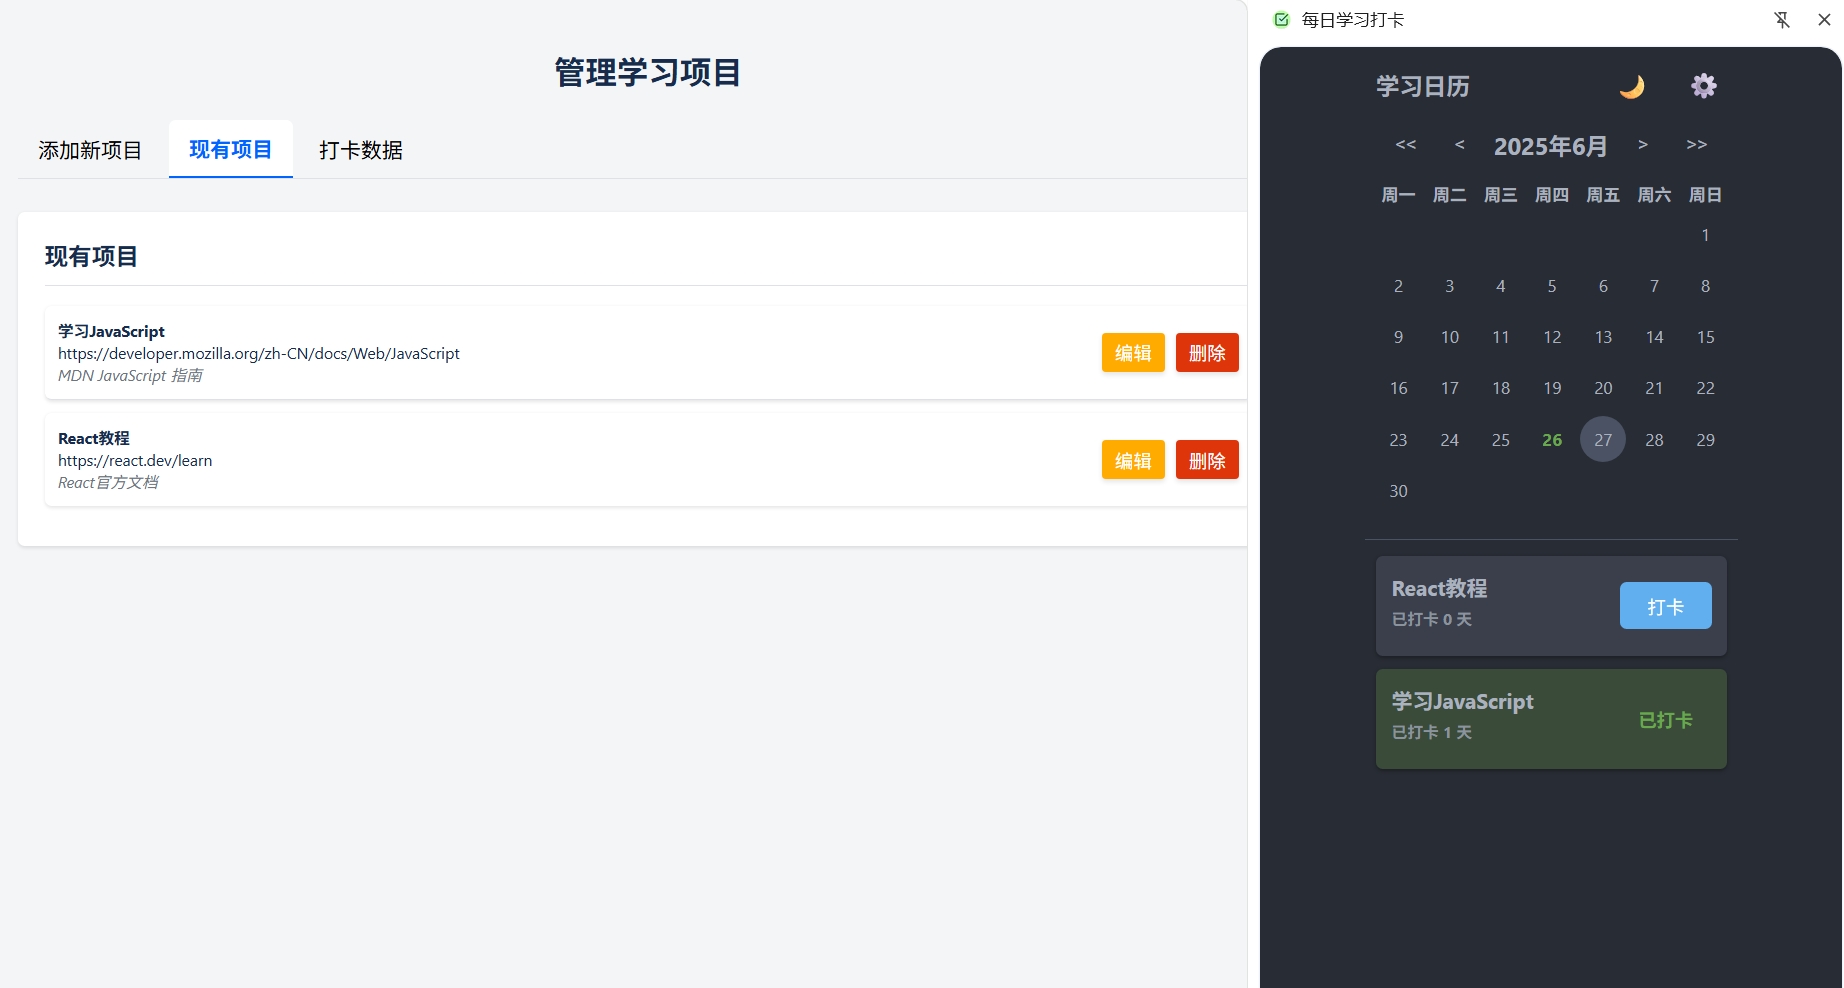 管理学习项目
添加新项目 现有项目 打卡数据
现有项目
学习JavaScript
https://developer.mozilla.org/zh-CN/docs/Web/JavaScript
MDN JavaScript 指南
编辑 删除
React教程
https://react.dev/learn
React官方文档
编辑 删除
每日学习打卡
学习日历
<< < 2025年6月 > >>
周一 周二 周三 周四 周五 周六 周日
1
2 3 4 5 6 7 8
9 10 11 12 13 14 15
16 17 18 19 20 21 22
23 24 25 26 27 28 29
30
React教程
已打卡 0 天
打卡
学习JavaScript
已打卡 1 天
已打卡